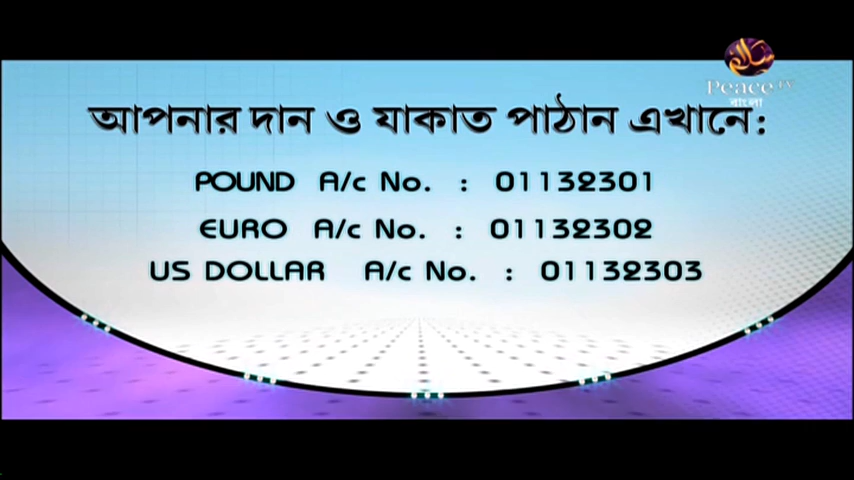 Peace TV
বাংলা
আপনার দান ও যাকাত পাঠান এখানে:
POUND A/c No. : 01132301
EURO A/c No. : 01132302
US DOLLAR A/c No. : 01132303